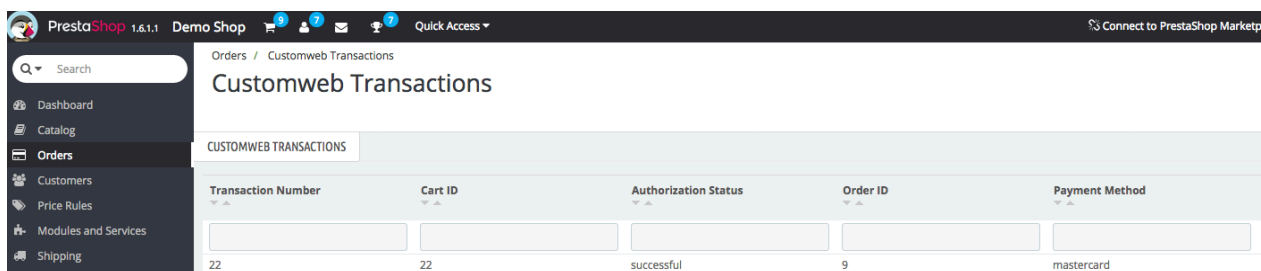 PrestaShop 1.6.1.1 Demo Shop 9 7 7 Quick Access
Connect to PrestaShop Marketp
Search
Dashboard
Catalog
Orders
Customers
Price Rules
Modules and Services
Shipping
Orders / Customweb Transactions
Customweb Transactions
CUSTOMWEB TRANSACTIONS
Transaction Number Cart ID Authorization Status Order ID Payment Method
22 22 successful 9 mastercard